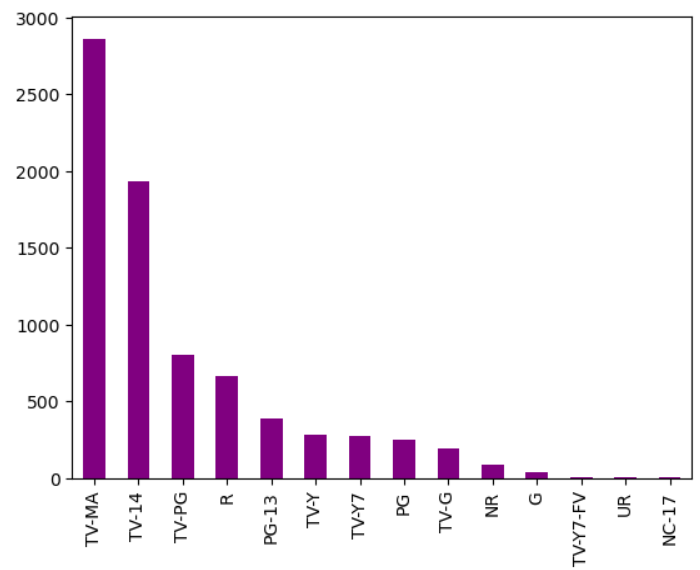 3000
2500
2000
1500
1000
500
0
TV-MA
TV-14
TV-PG
R
PG-13
TV-Y
TV-Y7
PG
TV-G
NR
G
TV-Y7-FV
UR
NC-17